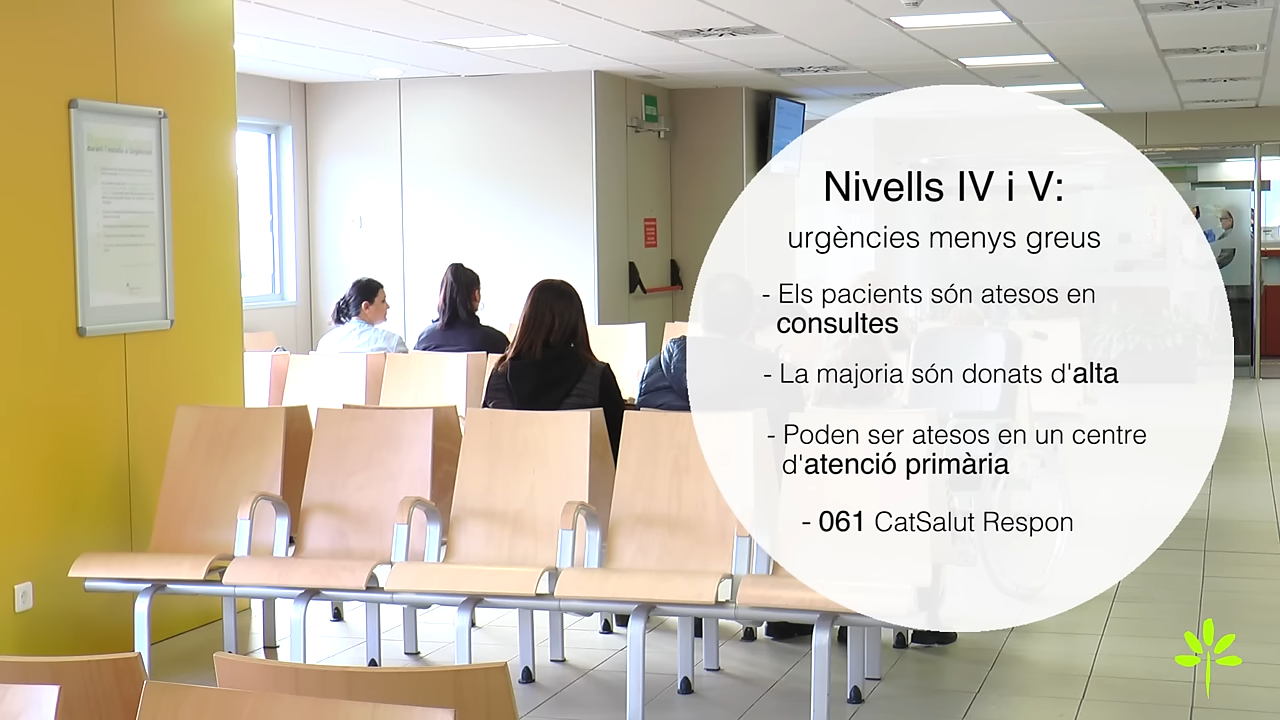 Nivells IV i V:
urgències menys greus
- Els pacients són atesos en
consultes
- La majoria són donats d'alta
- Poden ser atesos en un centre
d'atenció primària
- 061 CatSalut Respon